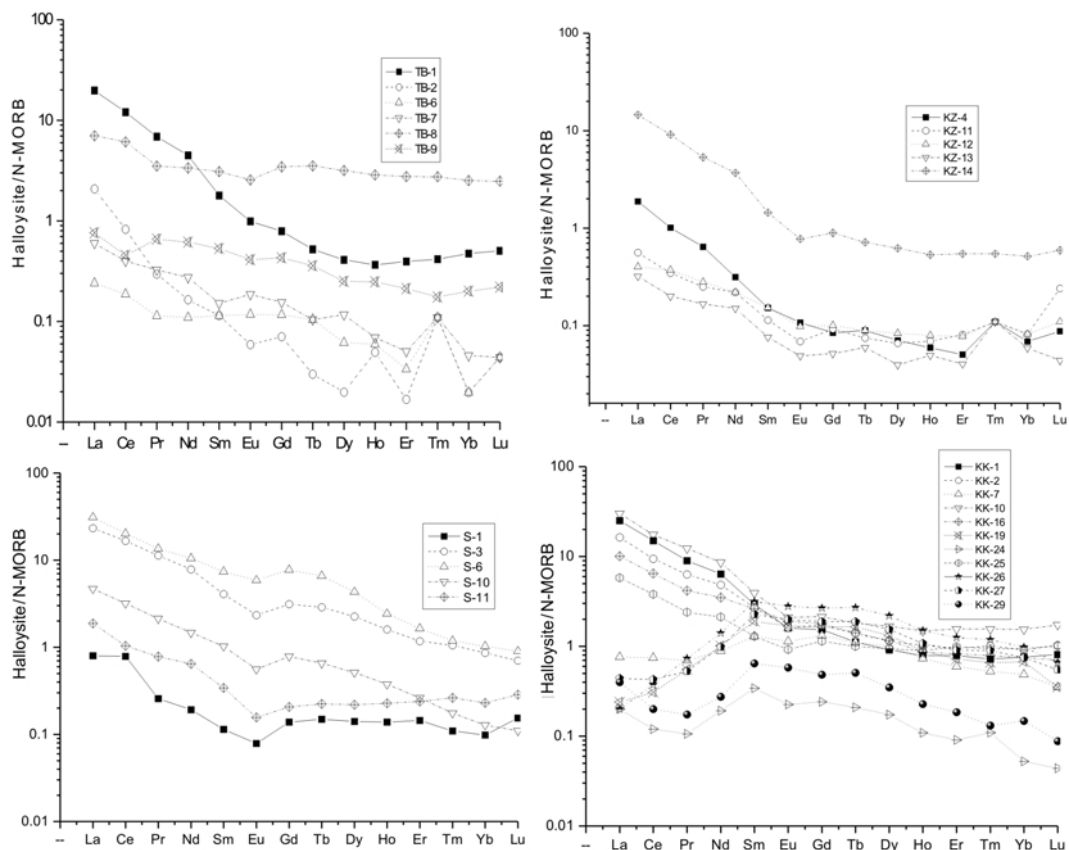 Halloysite/N-MORB
100
10
1
0.1
0.01
TB-1
TB-2
TB-6
TB-7
TB-8
TB-9
-- La Ce Pr Nd Sm Eu Gd Tb Dy Ho Er Tm Yb Lu
Halloysite/N-MORB
100
10
1
0.1
KZ-4
KZ-11
KZ-12
KZ-13
KZ-14
-- La Ce Pr Nd Sm Eu Gd Tb Dy Ho Er Tm Yb Lu
Halloysite/N-MORB
100
10
1
0.1
0.01
S-1
S-3
S-6
S-10
S-11
-- La Ce Pr Nd Sm Eu Gd Tb Dy Ho Er Tm Yb Lu
Halloysite/N-MORB
100
10
1
0.1
0.01
KK-1
KK-2
KK-7
KK-10
KK-16
KK-19
KK-24
KK-25
KK-26
KK-27
KK-29
-- La Ce Pr Nd Sm Eu Gd Tb Dy Ho Er Tm Yb Lu